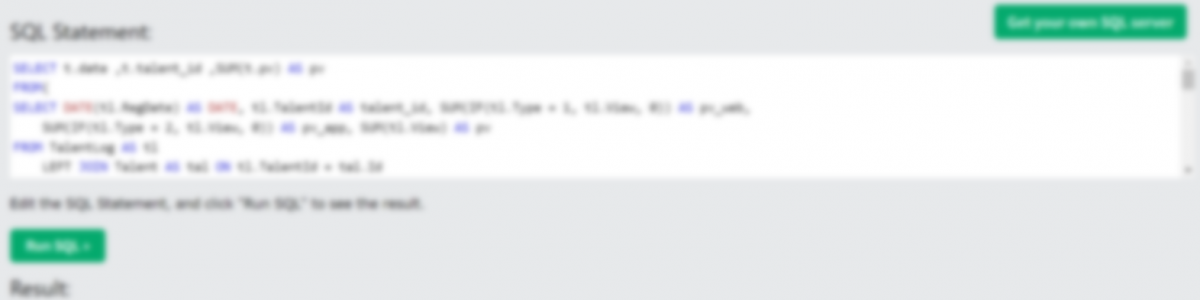 SQL Statement:
Get your own SQL server
SELECT t.date ,t.talent_id ,SUM(t.pv) AS pv
FROM(
SELECT DATE(tl.RegDate) AS DATE, tl.TalentId AS talent_id, SUM(IF(tl.Type = 1, tl.View, 0)) AS pv_web,
SUM(IF(tl.Type = 2, tl.View, 0)) AS pv_app, SUM(tl.View) AS pv
FROM TalentLog AS tl
LEFT JOIN Talent AS tal ON tl.TalentId = tal.Id
Edit the SQL Statement, and click "Run SQL" to see the result.
Run SQL »
Result: